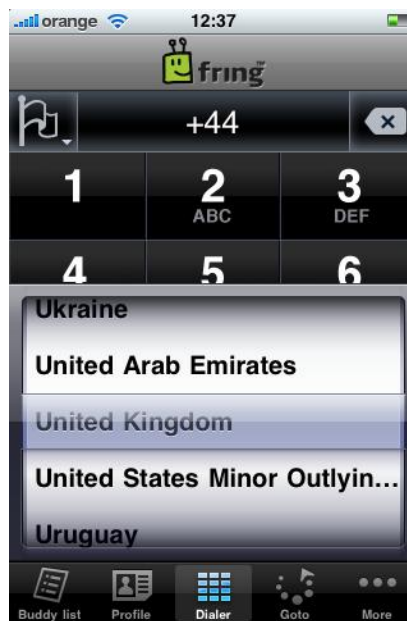 orange 12:37
fring™
+44
1 2 3
ABC DEF
4 5 6
Ukraine
United Arab Emirates
United Kingdom
United States Minor Outlyin...
Uruguay
Buddy list Profile Dialer Goto More